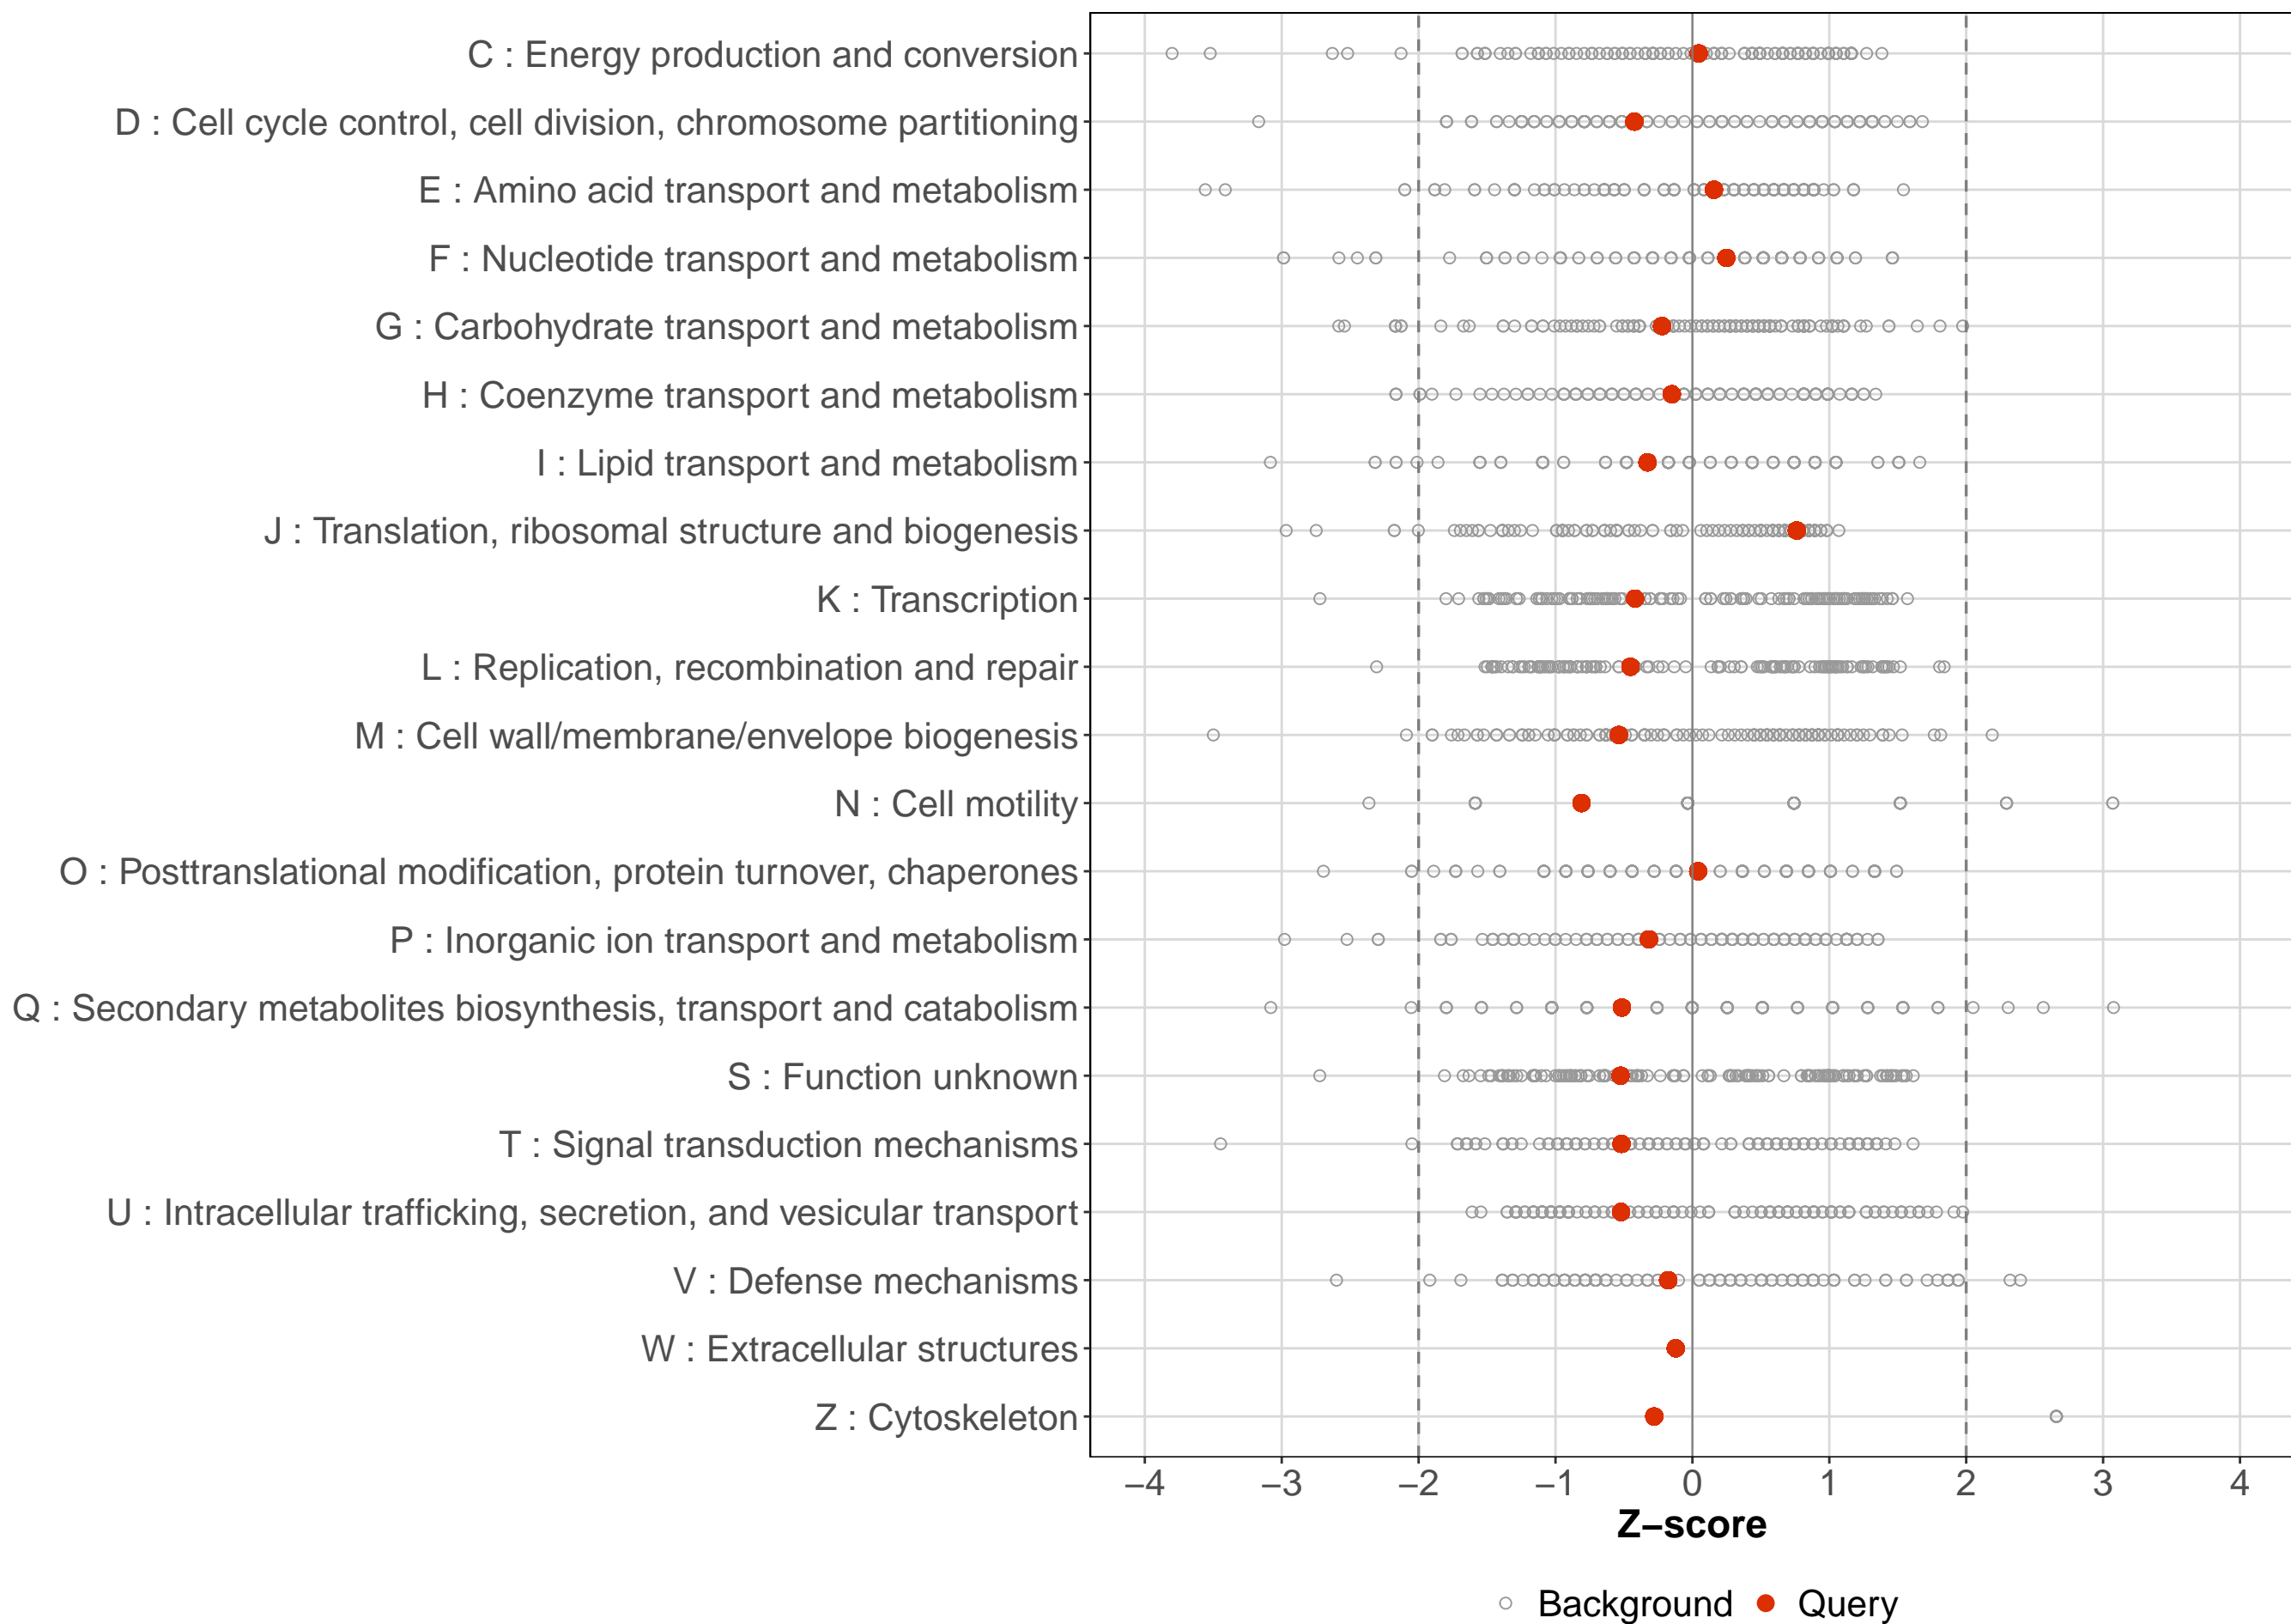 C : Energy production and conversion
D : Cell cycle control, cell division, chromosome partitioning
E : Amino acid transport and metabolism
F : Nucleotide transport and metabolism
G : Carbohydrate transport and metabolism
H : Coenzyme transport and metabolism
I : Lipid transport and metabolism
J : Translation, ribosomal structure and biogenesis
K : Transcription
L : Replication, recombination and repair
M : Cell wall/membrane/envelope biogenesis
N : Cell motility
O : Posttranslational modification, protein turnover, chaperones
P : Inorganic ion transport and metabolism
Q : Secondary metabolites biosynthesis, transport and catabolism
S : Function unknown
T : Signal transduction mechanisms
U : Intracellular trafficking, secretion, and vesicular transport
V : Defense mechanisms
W : Extracellular structures
Z : Cytoskeleton
−4 −3 −2 −1 0 1 2 3 4
Z−score
Background Query